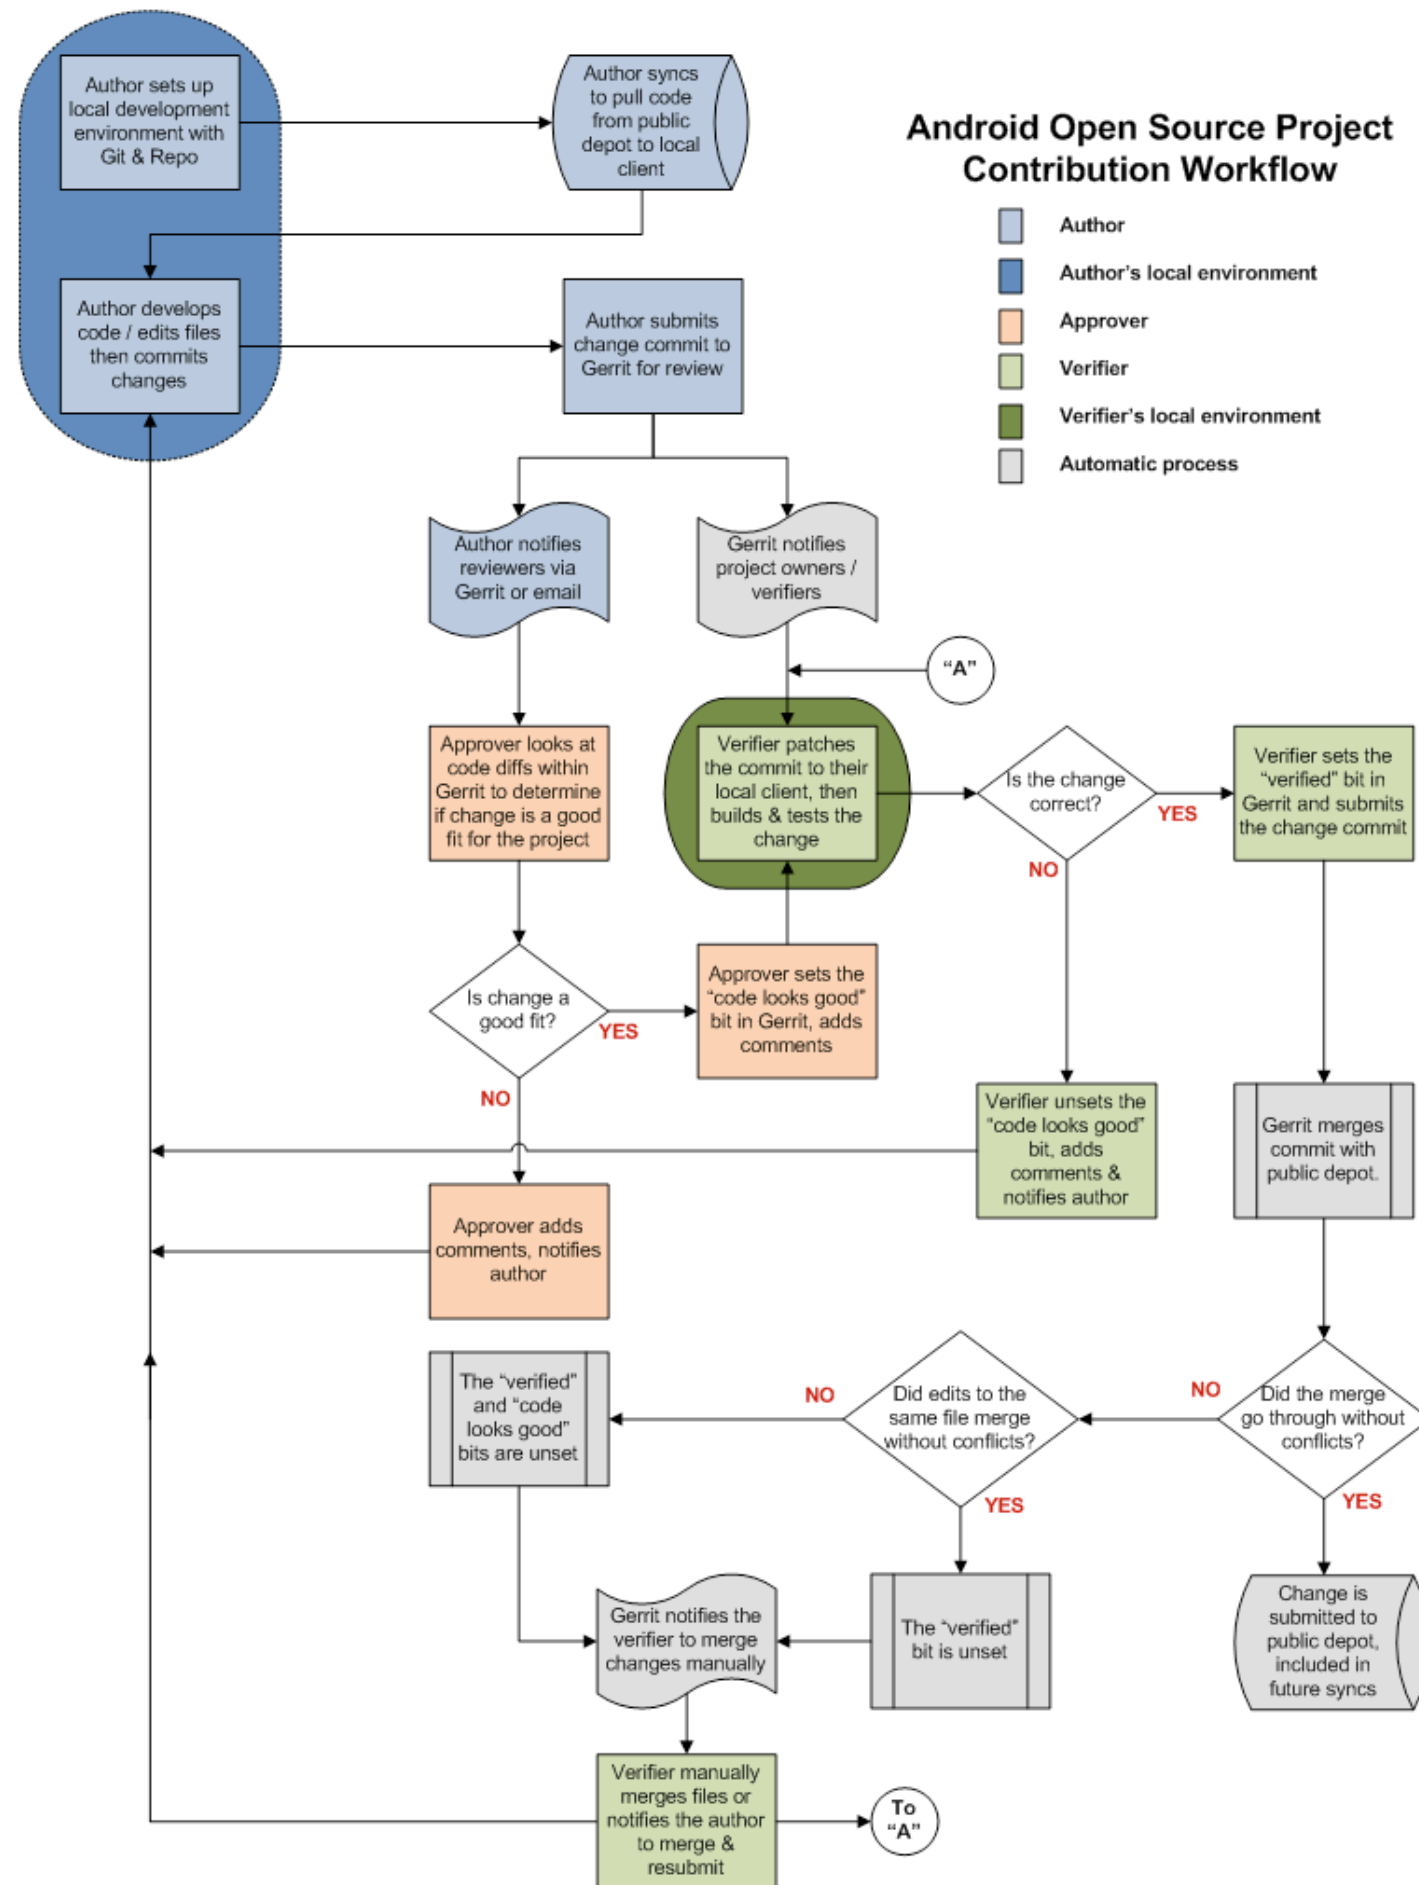 Author sets up
local development
environment with
Git & Repo
Author syncs
to pull code
from public
depot to local
client
Android Open Source Project
Contribution Workflow
Author
Author's local environment
Approver
Verifier
Verifier's local environment
Automatic process
Author develops
code / edits files
then commits
changes
Author submits
change commit to
Gerrit for review
Author notifies
reviewers via
Gerrit or email
Gerrit notifies
project owners /
verifiers
“A”
Approver looks at
code diffs within
Gerrit to determine
if change is a good
fit for the project
Verifier patches
the commit to their
local client, then
builds & tests the
change
Is the change
correct?
YES
NO
Verifier sets the
“verified” bit in
Gerrit and submits
the change commit
Is change a
good fit?
YES
NO
Approver sets the
“code looks good”
bit in Gerrit, adds
comments
Verifier unsets the
“code looks good”
bit, adds
comments &
notifies author
Gerrit merges
commit with
public depot.
Approver adds
comments, notifies
author
The “verified”
and “code
looks good”
bits are unset
NO
Did edits to the
same file merge
without conflicts?
YES
NO
Did the merge
go through without
conflicts?
YES
Gerrit notifies the
verifier to merge
changes manually
The “verified”
bit is unset
Change is
submitted to
public depot,
included in
future syncs
Verifier manually
merges files or
notifies the author
to merge &
resubmit
To
“A”